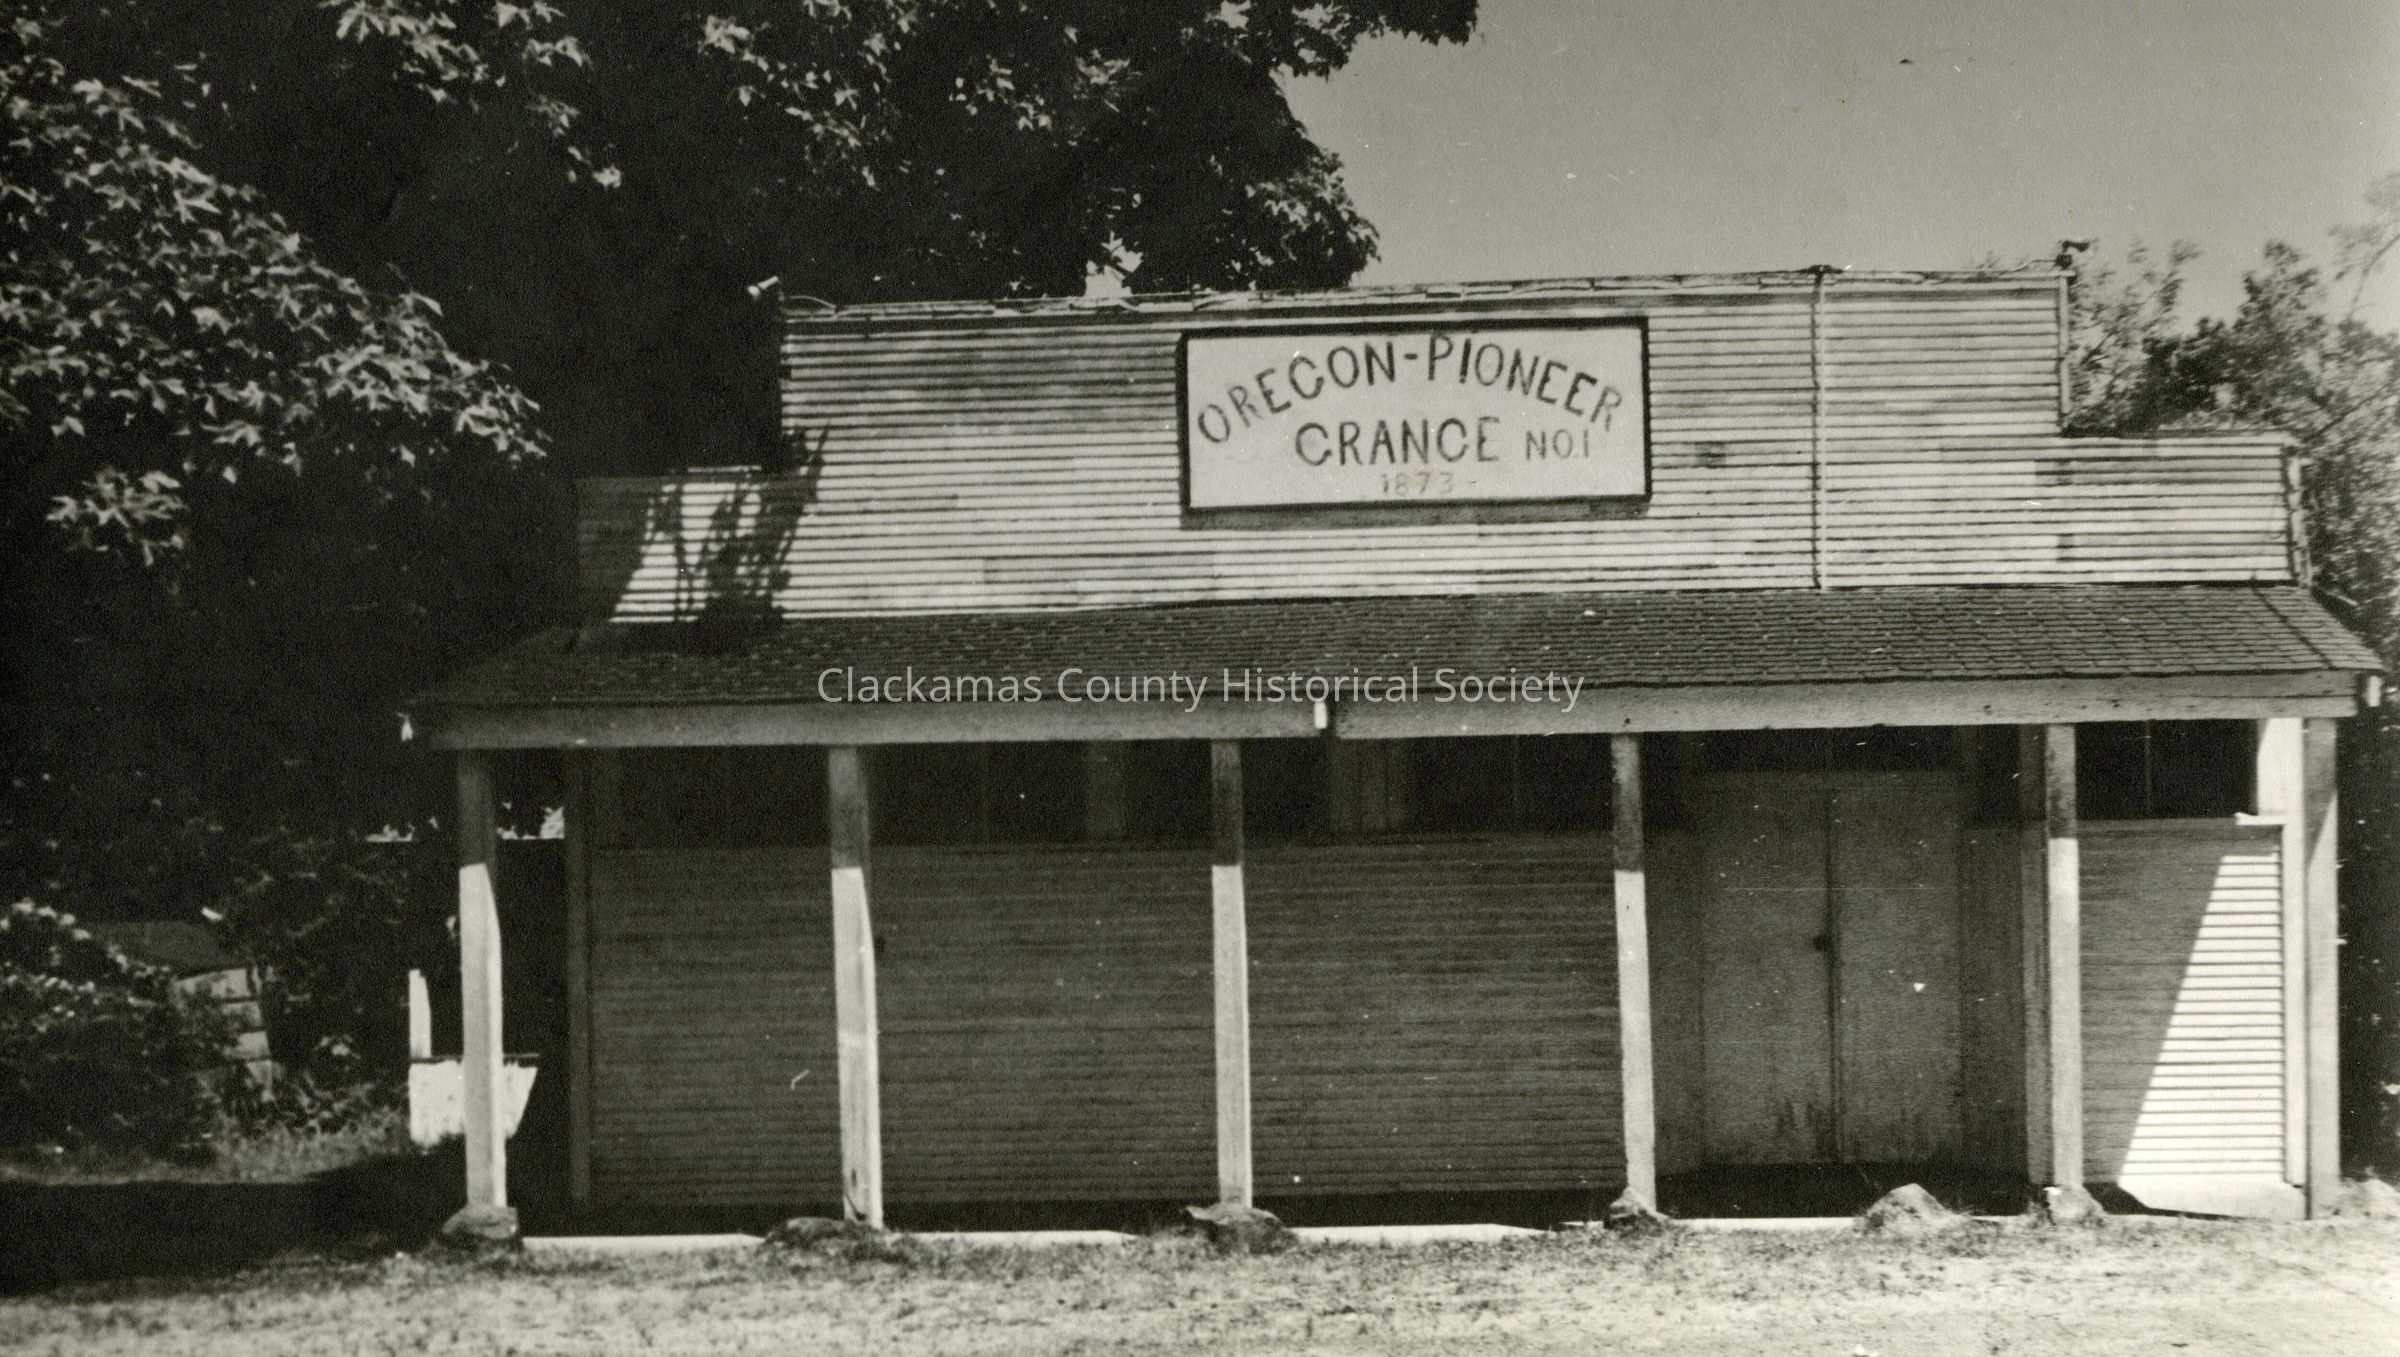 OREGON-PIONEER
GRANGE NO.1
1873
Clackamas County Historical Society